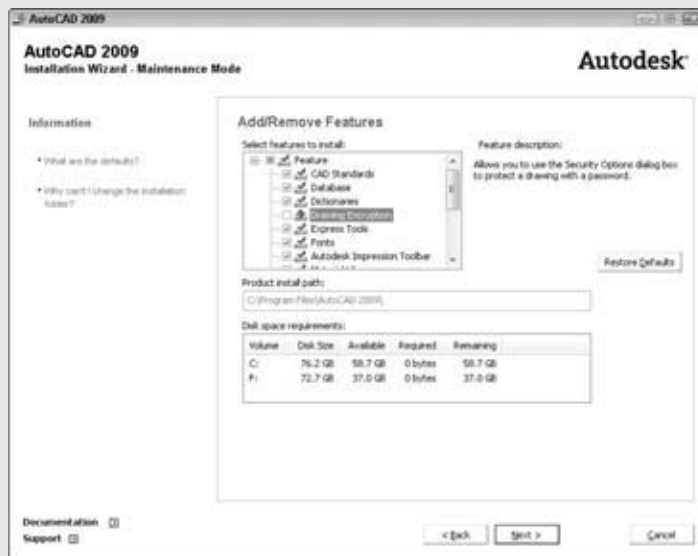 AutoCAD 2009
AutoCAD 2009
Installation Wizard - Maintenance Mode
Autodesk
Information
What are the defaults?
Why can't I change the installation
folder?
Add/Remove Features
Select features to install:
Feature
CAD Standards
Database
Dictionaries
Drawing Encryption
Express Tools
Fonts
Autodesk Impression Toolbar
Feature description:
Allows you to use the Security Options dialog box
to protect a drawing with a password.
Restore Defaults
Product install path:
C:\Program Files\AutoCAD 2009\
Disk space requirements:
Volume Disk Size Available Required Remaining
C: 76.2 GB 58.7 GB 0 bytes 58.7 GB
F: 72.7 GB 37.0 GB 0 bytes 37.0 GB
Documentation
Support
< Back
Next >
Cancel